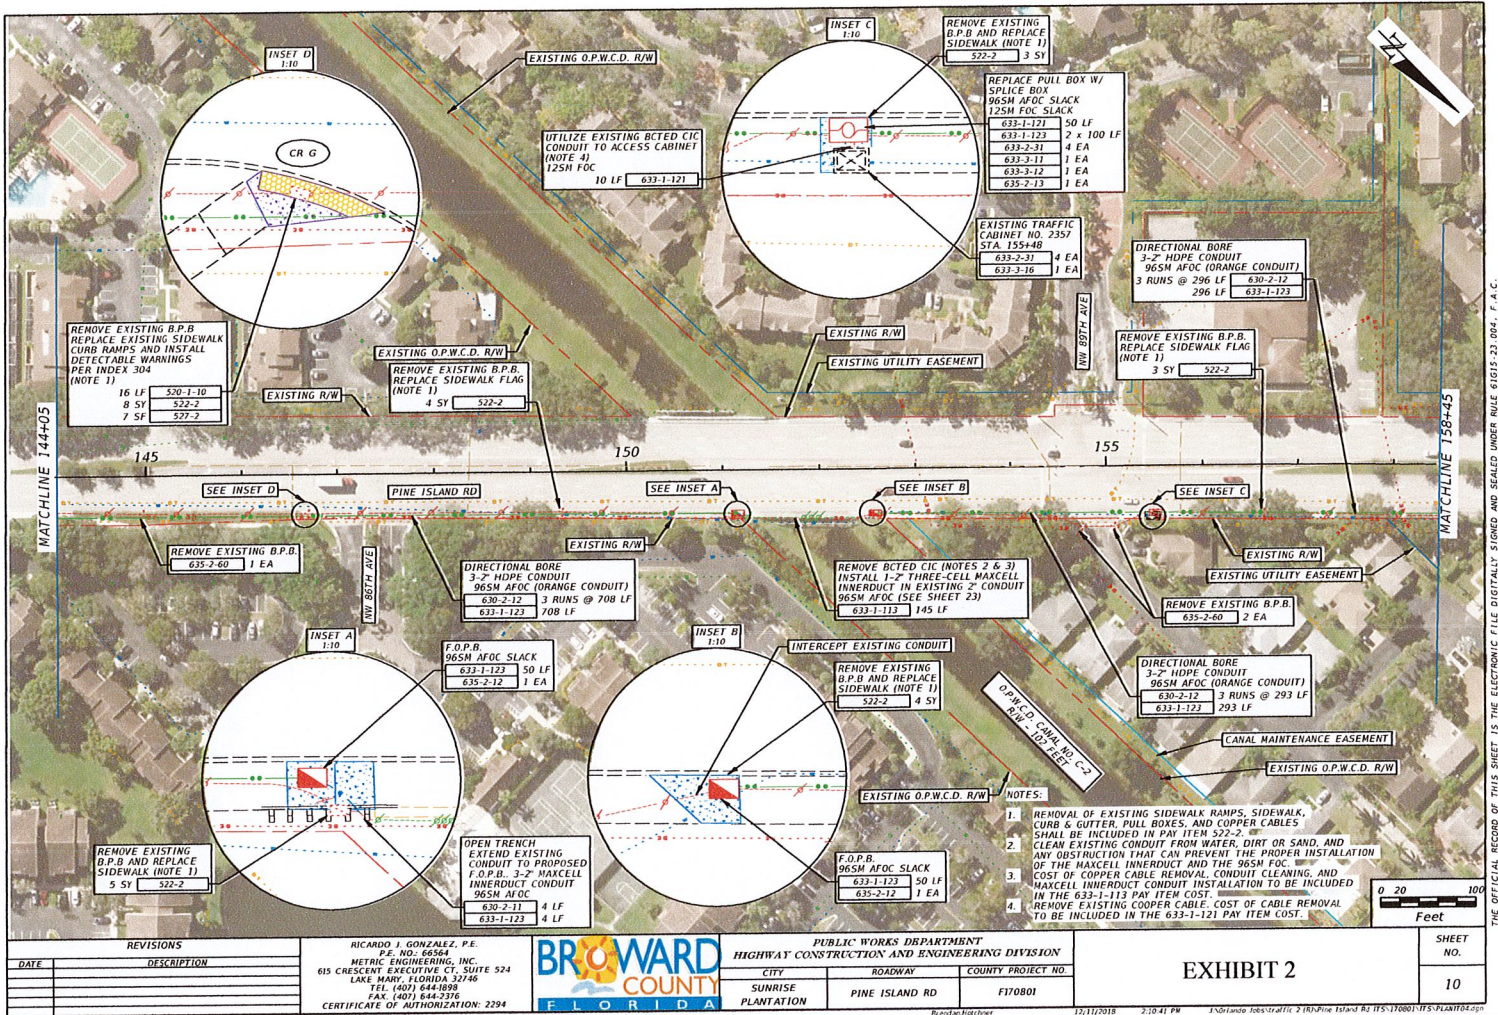 INSET D
1:10
CR G
EXISTING O.P.W.C.D. R/W
INSET C
1:10
REMOVE EXISTING
B.P.B AND REPLACE
SIDEWALK (NOTE 1)
522-2 3 SY
REPLACE PULL BOX W/
SPLICE BOX
96SM AFOC SLACK
12SM FOC SLACK
633-1-121 50 LF
633-1-123 2 x 100 LF
633-2-31 4 EA
633-3-11 1 EA
633-3-12 1 EA
635-2-13 1 EA
UTILIZE EXISTING BCTED CIC
CONDUIT TO ACCESS CABINET
(NOTE 4)
12SM FOC
10 LF 633-1-121
EXISTING TRAFFIC
CABINET NO. 2357
STA. 155+48
633-2-31 4 EA
633-3-16 1 EA
DIRECTIONAL BORE
3-2" HDPE CONDUIT
96SM AFOC (ORANGE CONDUIT)
3 RUNS @ 296 LF 630-2-12
296 LF 633-1-123
NW 89TH AVE
REMOVE EXISTING B.P.B
REPLACE EXISTING SIDEWALK
CURB RAMPS AND INSTALL
DETECTABLE WARNINGS
PER INDEX 304
(NOTE 1)
16 LF 520-1-10
8 SY 522-2
7 SF 527-2
EXISTING O.P.W.C.D. R/W
EXISTING R/W
REMOVE EXISTING B.P.B.
REPLACE SIDEWALK FLAG
(NOTE 1)
4 SY 522-2
EXISTING R/W
EXISTING UTILITY EASEMENT
REMOVE EXISTING B.P.B.
REPLACE SIDEWALK FLAG
(NOTE 1)
3 SY 522-2
MATCHLINE 144+05
145
150
155
MATCHLINE 158+45
SEE INSET D
PINE ISLAND RD
SEE INSET A
SEE INSET B
SEE INSET C
REMOVE EXISTING B.P.B.
635-2-60 1 EA
NW 86TH AVE
EXISTING R/W
DIRECTIONAL BORE
3-2" HDPE CONDUIT
96SM AFOC (ORANGE CONDUIT)
630-2-12 3 RUNS @ 708 LF
633-1-123 708 LF
REMOVE BCTED CIC (NOTES 2 & 3)
INSTALL 1-2" THREE-CELL MAXCELL
INNERDUCT IN EXISTING 2" CONDUIT
96SM AFOC (SEE SHEET 23)
633-1-113 145 LF
EXISTING R/W
EXISTING UTILITY EASEMENT
REMOVE EXISTING B.P.B.
635-2-60 2 EA
INSET A
1:10
F.O.P.B.
96SM AFOC SLACK
633-1-123 50 LF
635-2-12 1 EA
INSET B
1:10
INTERCEPT EXISTING CONDUIT
REMOVE EXISTING
B.P.B AND REPLACE
SIDEWALK (NOTE 1)
522-2 4 SY
DIRECTIONAL BORE
3-2" HDPE CONDUIT
96SM AFOC (ORANGE CONDUIT)
630-2-12 3 RUNS @ 293 LF
633-1-123 293 LF
O.P.W.C.D. CANAL NO. C-2
R/W - 102 FEET
CANAL MAINTENANCE EASEMENT
EXISTING O.P.W.C.D. R/W
EXISTING O.P.W.C.D. R/W
REMOVE EXISTING
B.P.B AND REPLACE
SIDEWALK (NOTE 1)
5 SY 522-2
OPEN TRENCH
EXTEND EXISTING
CONDUIT TO PROPOSED
F.O.P.B.. 3-2" MAXCELL
INNERDUCT CONDUIT
96SM AFOC
630-2-11 4 LF
633-1-123 4 LF
F.O.P.B.
96SM AFOC SLACK
633-1-123 50 LF
635-2-12 1 EA
NOTES:
1. REMOVAL OF EXISTING SIDEWALK RAMPS, SIDEWALK,
CURB & GUTTER, PULL BOXES, AND COPPER CABLES
SHALL BE INCLUDED IN PAY ITEM 522-2.
2. CLEAN EXISTING CONDUIT FROM WATER, DIRT OR SAND, AND
ANY OBSTRUCTION THAT CAN PREVENT THE PROPER INSTALLATION
OF THE MAXCELL INNERDUCT AND THE 96SM FOC.
3. COST OF COPPER CABLE REMOVAL, CONDUIT CLEANING, AND
MAXCELL INNERDUCT CONDUIT INSTALLATION TO BE INCLUDED
IN THE 633-1-113 PAY ITEM COST.
4. REMOVE EXISTING COOPER CABLE. COST OF CABLE REMOVAL
TO BE INCLUDED IN THE 633-1-121 PAY ITEM COST.
0 20 100
Feet
THE OFFICIAL RECORD OF THIS SHEET IS THE ELECTRONIC FILE DIGITALLY SIGNED AND SEALED UNDER RULE 61G15-23.004, F.A.C.
REVISIONS
DATE DESCRIPTION
RICARDO J. GONZALEZ, P.E.
P.E. NO.: 66564
METRIC ENGINEERING, INC.
615 CRESCENT EXECUTIVE CT, SUITE 524
LAKE MARY, FLORIDA 32746
TEL. (407) 644-1898
FAX. (407) 644-2376
CERTIFICATE OF AUTHORIZATION: 2294
BROWARD
COUNTY
FLORIDA
PUBLIC WORKS DEPARTMENT
HIGHWAY CONSTRUCTION AND ENGINEERING DIVISION
CITY ROADWAY COUNTY PROJECT NO.
SUNRISE
PLANTATION
PINE ISLAND RD F170B01
EXHIBIT 2
SHEET
NO.
10
12/11/2018 2:10:41 PM